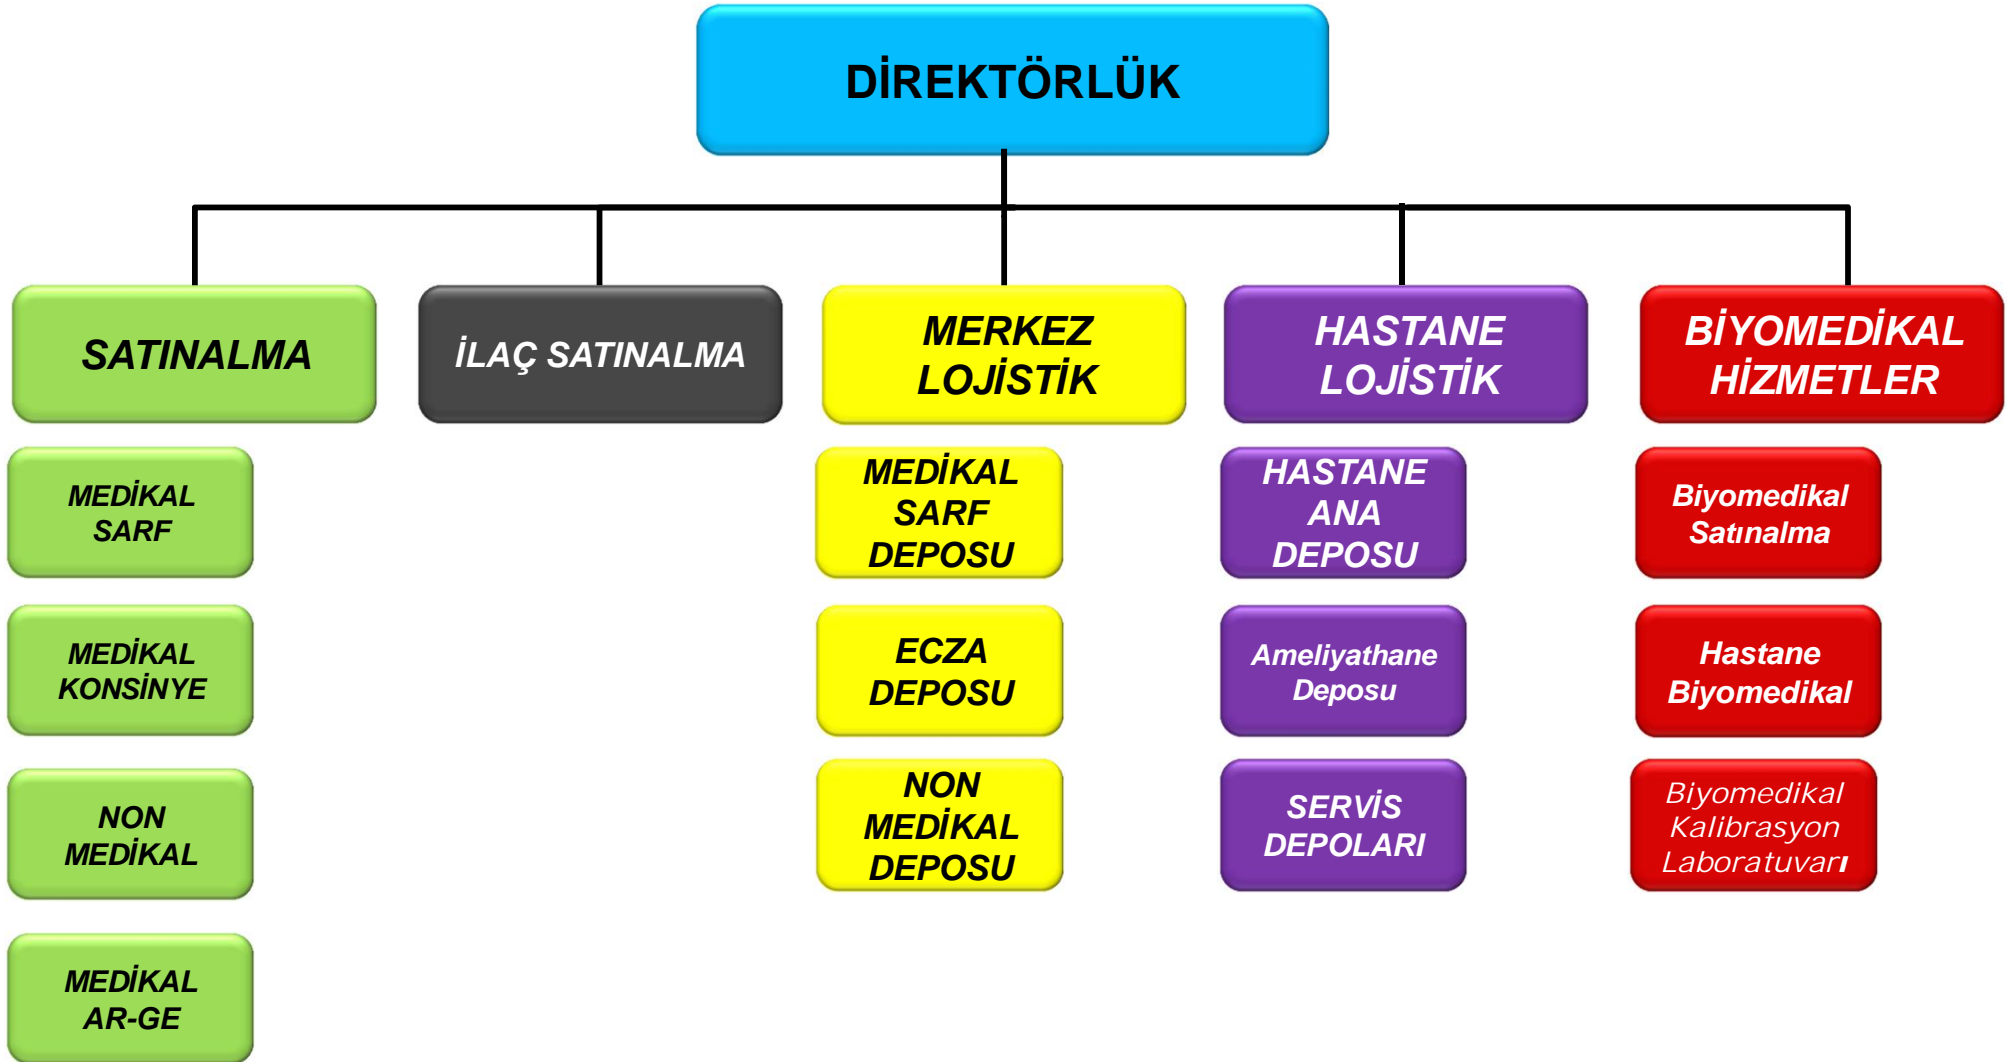 DİREKTÖRLÜK
SATINALMA
MEDİKAL
SARF
MEDİKAL
KONSİNYE
NON
MEDİKAL
MEDİKAL
AR-GE
İLAÇ SATINALMA
MERKEZ
LOJİSTİK
MEDİKAL
SARF
DEPOSU
ECZA
DEPOSU
NON
MEDİKAL
DEPOSU
HASTANE
LOJİSTİK
HASTANE
ANA
DEPOSU
Ameliyathane
Deposu
SERVİS
DEPOLARI
BİYOMEDİKAL
HİZMETLER
Biyomedikal
Satınalma
Hastane
Biyomedikal
Biyomedikal
Kalibrasyon
Laboratuvarı